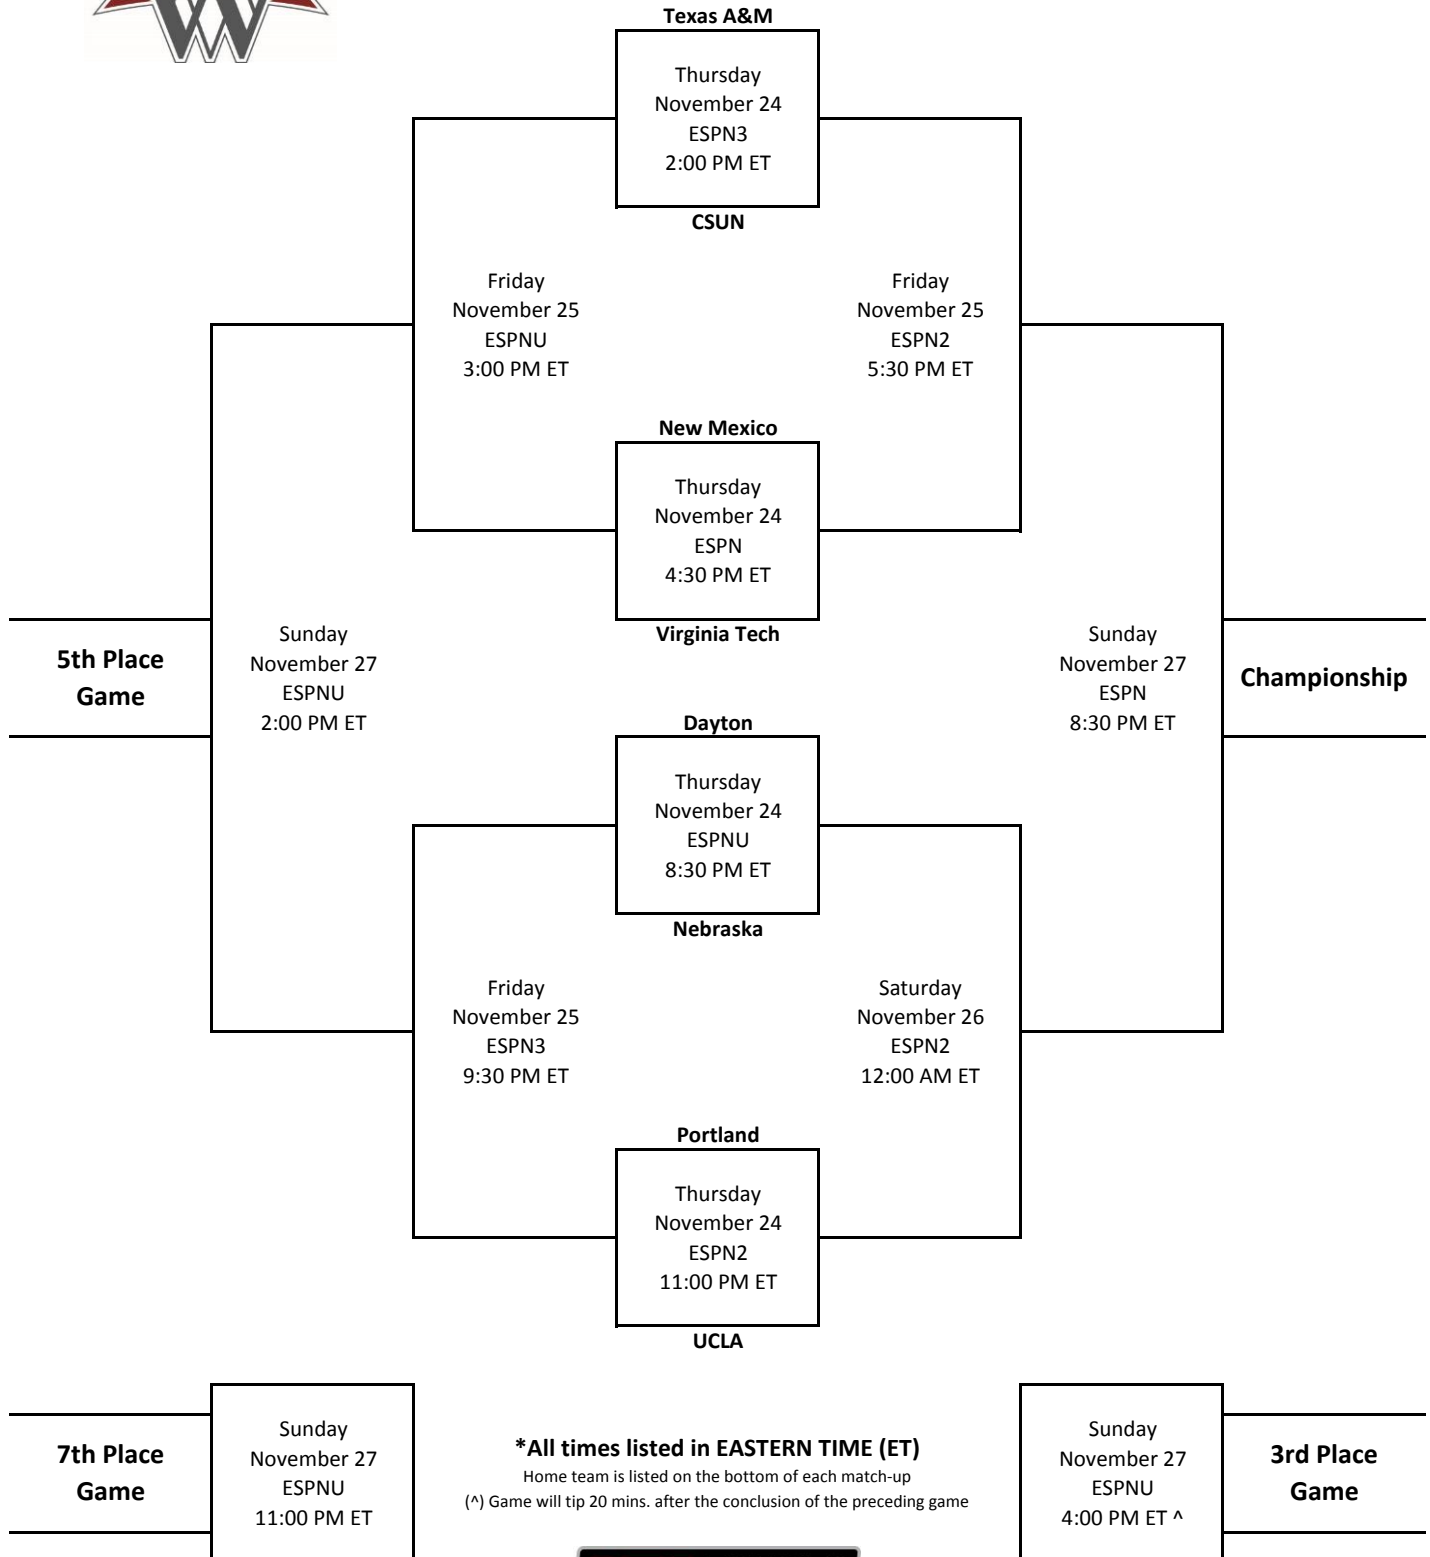 Texas A&M
Thursday
November 24
ESPN3
2:00 PM ET
CSUN
Friday
November 25
ESPNU
3:00 PM ET
Friday
November 25
ESPN2
5:30 PM ET
New Mexico
Thursday
November 24
ESPN
4:30 PM ET
Virginia Tech
5th Place
Game
Sunday
November 27
ESPNU
2:00 PM ET
Sunday
November 27
ESPN
8:30 PM ET
Championship
Dayton
Thursday
November 24
ESPNU
8:30 PM ET
Nebraska
Friday
November 25
ESPN3
9:30 PM ET
Saturday
November 26
ESPN2
12:00 AM ET
Portland
Thursday
November 24
ESPN2
11:00 PM ET
UCLA
7th Place
Game
Sunday
November 27
ESPNU
11:00 PM ET
*All times listed in EASTERN TIME (ET)
Home team is listed on the bottom of each match-up
(^) Game will tip 20 mins. after the conclusion of the preceding game
Sunday
November 27
ESPNU
4:00 PM ET ^
3rd Place
Game